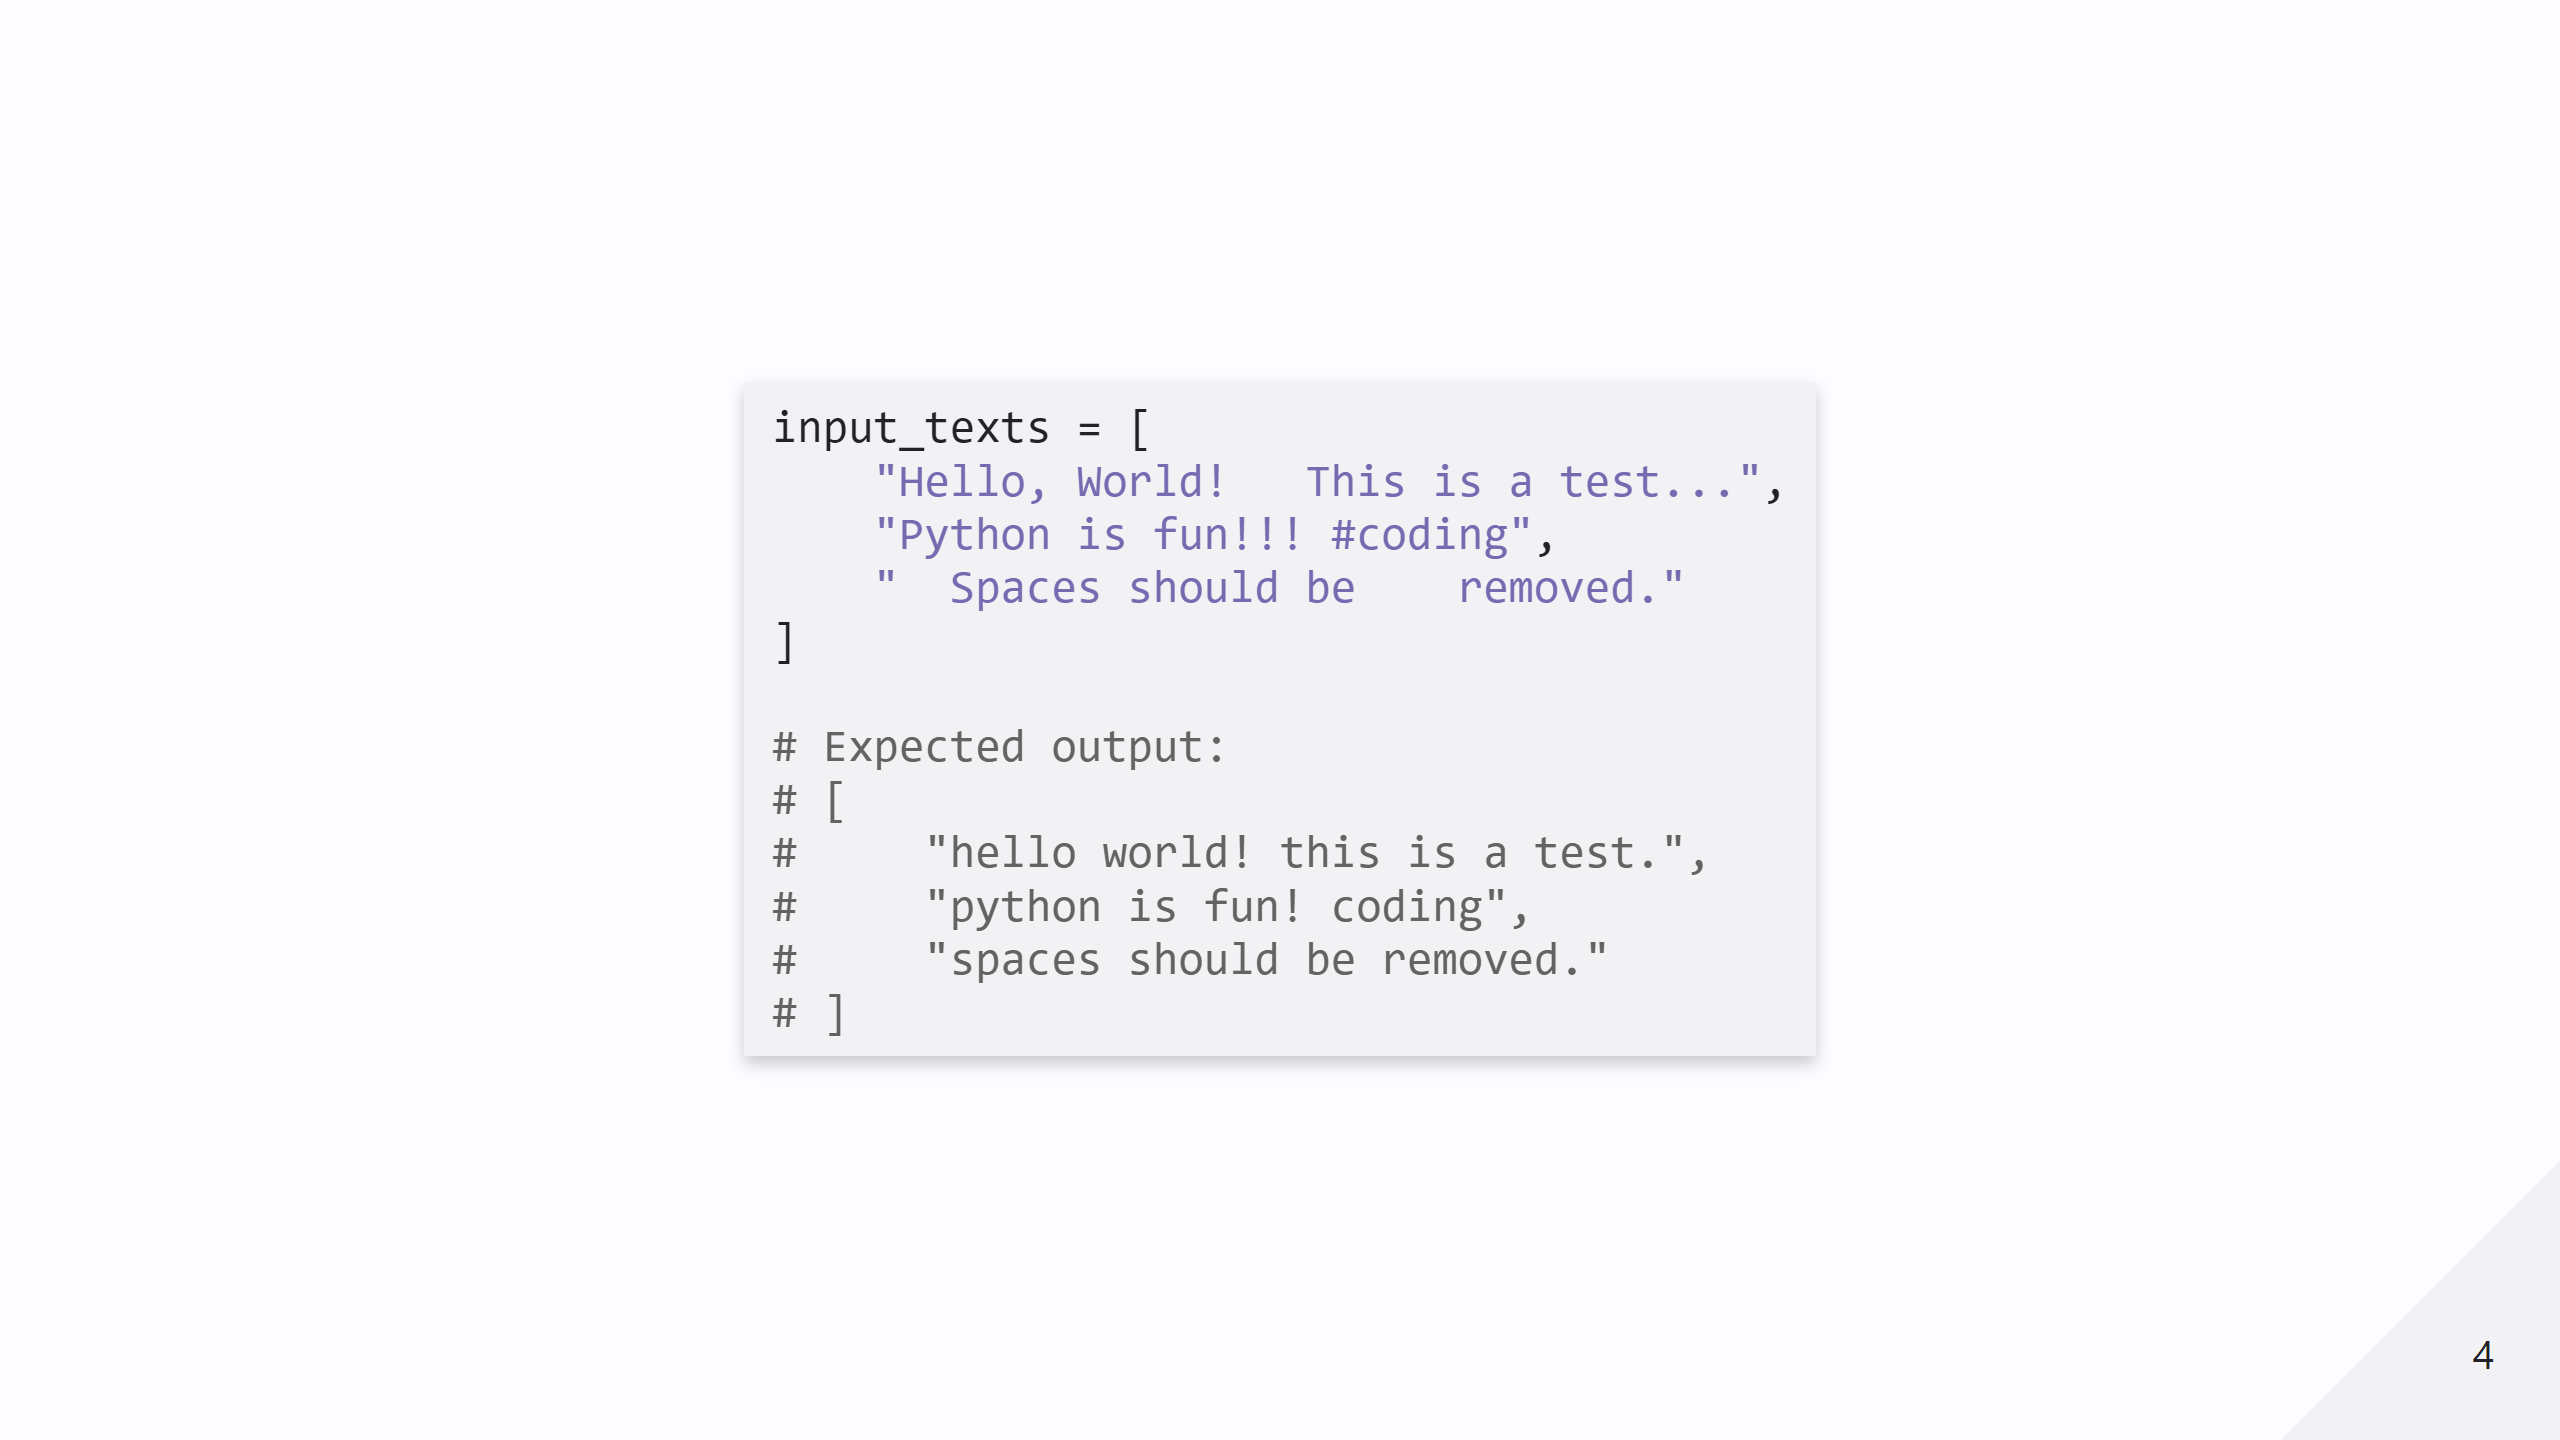 input_texts = [
    "Hello, World!   This is a test...",
    "Python is fun!!! #coding",
    "  Spaces should be    removed."
]

# Expected output:
# [
#     "hello world! this is a test.",
#     "python is fun! coding",
#     "spaces should be removed."
# ]
4